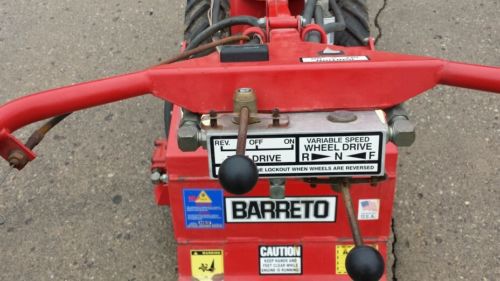 REV. OFF ON
DRIVE
VARIABLE SPEED
WHEEL DRIVE
R N F
LOCKOUT WHEN WHEELS ARE REVERSED
BARRETO
CAUTION
KEEP HANDS AND
FEET CLEAR WHILE
ENGINE IS RUNNING